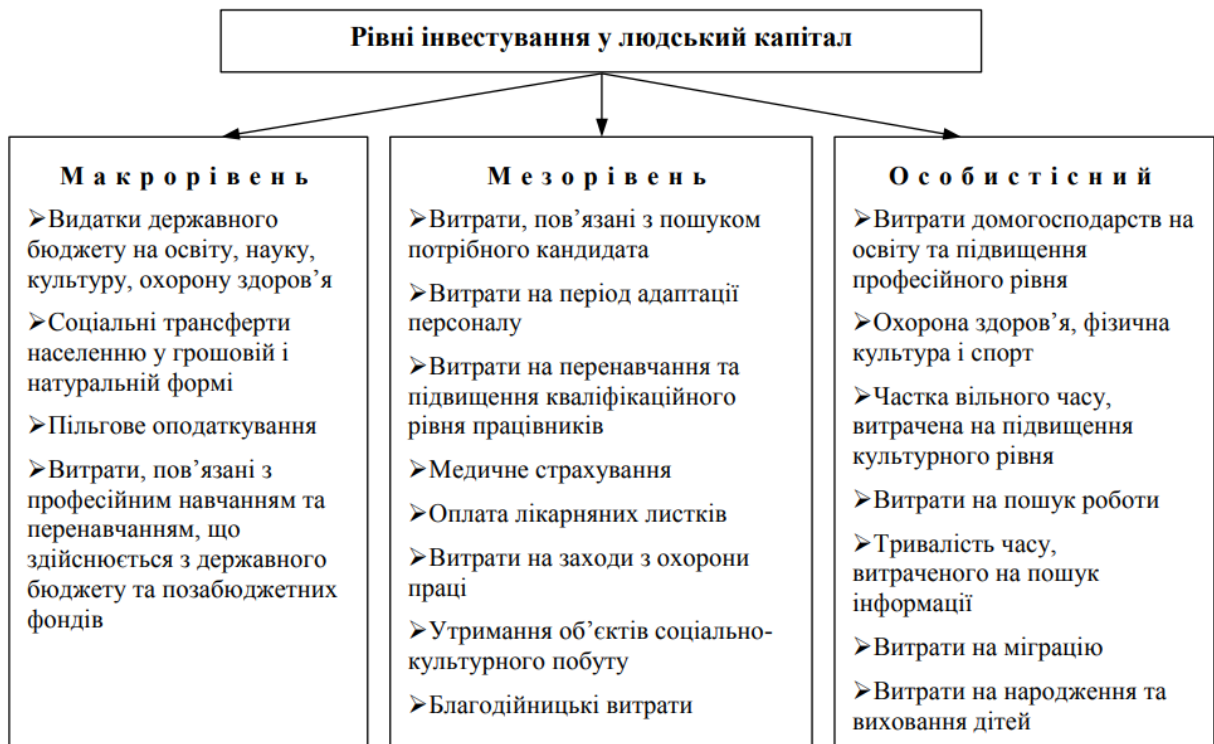 Рівні інвестування у людський капітал
Макрорівень
➢Видатки державного
бюджету на освіту, науку,
культуру, охорону здоров’я
➢Соціальні трансферти
населенню у грошовій і
натуральній формі
➢Пільгове оподаткування
➢Витрати, пов’язані з
професійним навчанням та
перенавчанням, що
здійснюється з державного
бюджету та позабюджетних
фондів
Мезорівень
➢Витрати, пов’язані з пошуком
потрібного кандидата
➢Витрати на період адаптації
персоналу
➢Витрати на перенавчання та
підвищення кваліфікаційного
рівня працівників
➢Медичне страхування
➢Оплата лікарняних листків
➢Витрати на заходи з охорони
праці
➢Утримання об’єктів соціально-
культурного побуту
➢Благодійницькі витрати
Особистісний
➢Витрати домогосподарств на
освіту та підвищення
професійного рівня
➢Охорона здоров’я, фізична
культура і спорт
➢Частка вільного часу,
витрачена на підвищення
культурного рівня
➢Витрати на пошук роботи
➢Тривалість часу,
витраченого на пошук
інформації
➢Витрати на міграцію
➢Витрати на народження та
виховання дітей